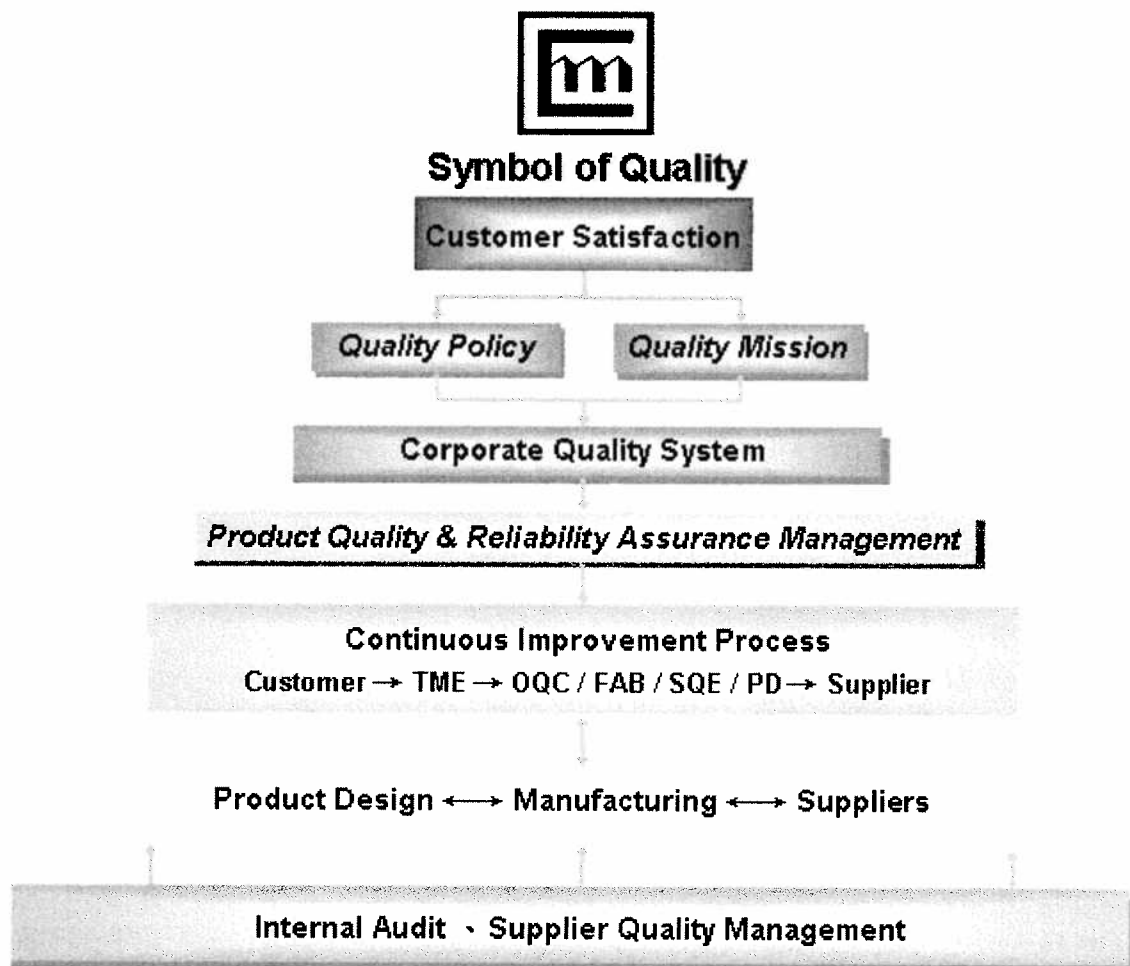 Symbol of Quality
Customer Satisfaction
Quality Policy
Quality Mission
Corporate Quality System
Product Quality & Reliability Assurance Management
Continuous Improvement Process
Customer → TME → OQC / FAB / SQE / PD → Supplier
Product Design ←→ Manufacturing ←→ Suppliers
Internal Audit 、 Supplier Quality Management